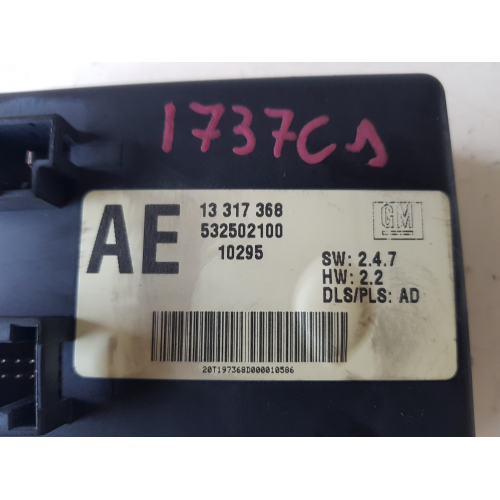 1737C1
AE
13 317 368
532502100
10295
GM
SW: 2.4.7
HW: 2.2
DLS/PLS: AD
20T197368D000010586